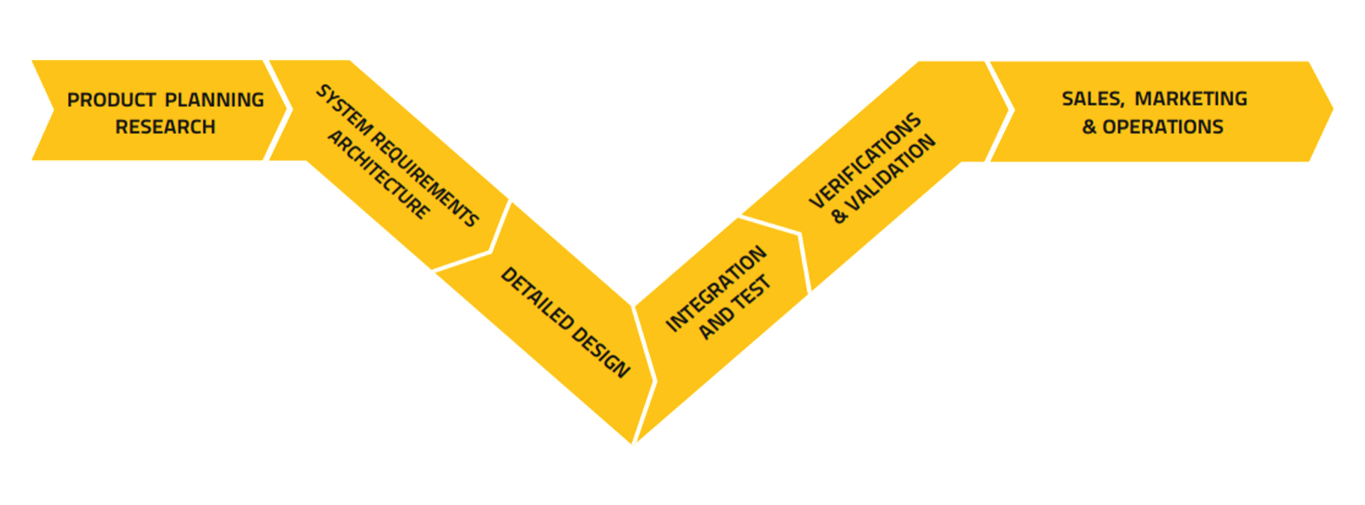 PRODUCT PLANNING
RESEARCH
SYSTEM REQUIREMENTS
ARCHITECTURE
DETAILED DESIGN
INTEGRATION
AND TEST
VERIFICATIONS
& VALIDATION
SALES, MARKETING
& OPERATIONS